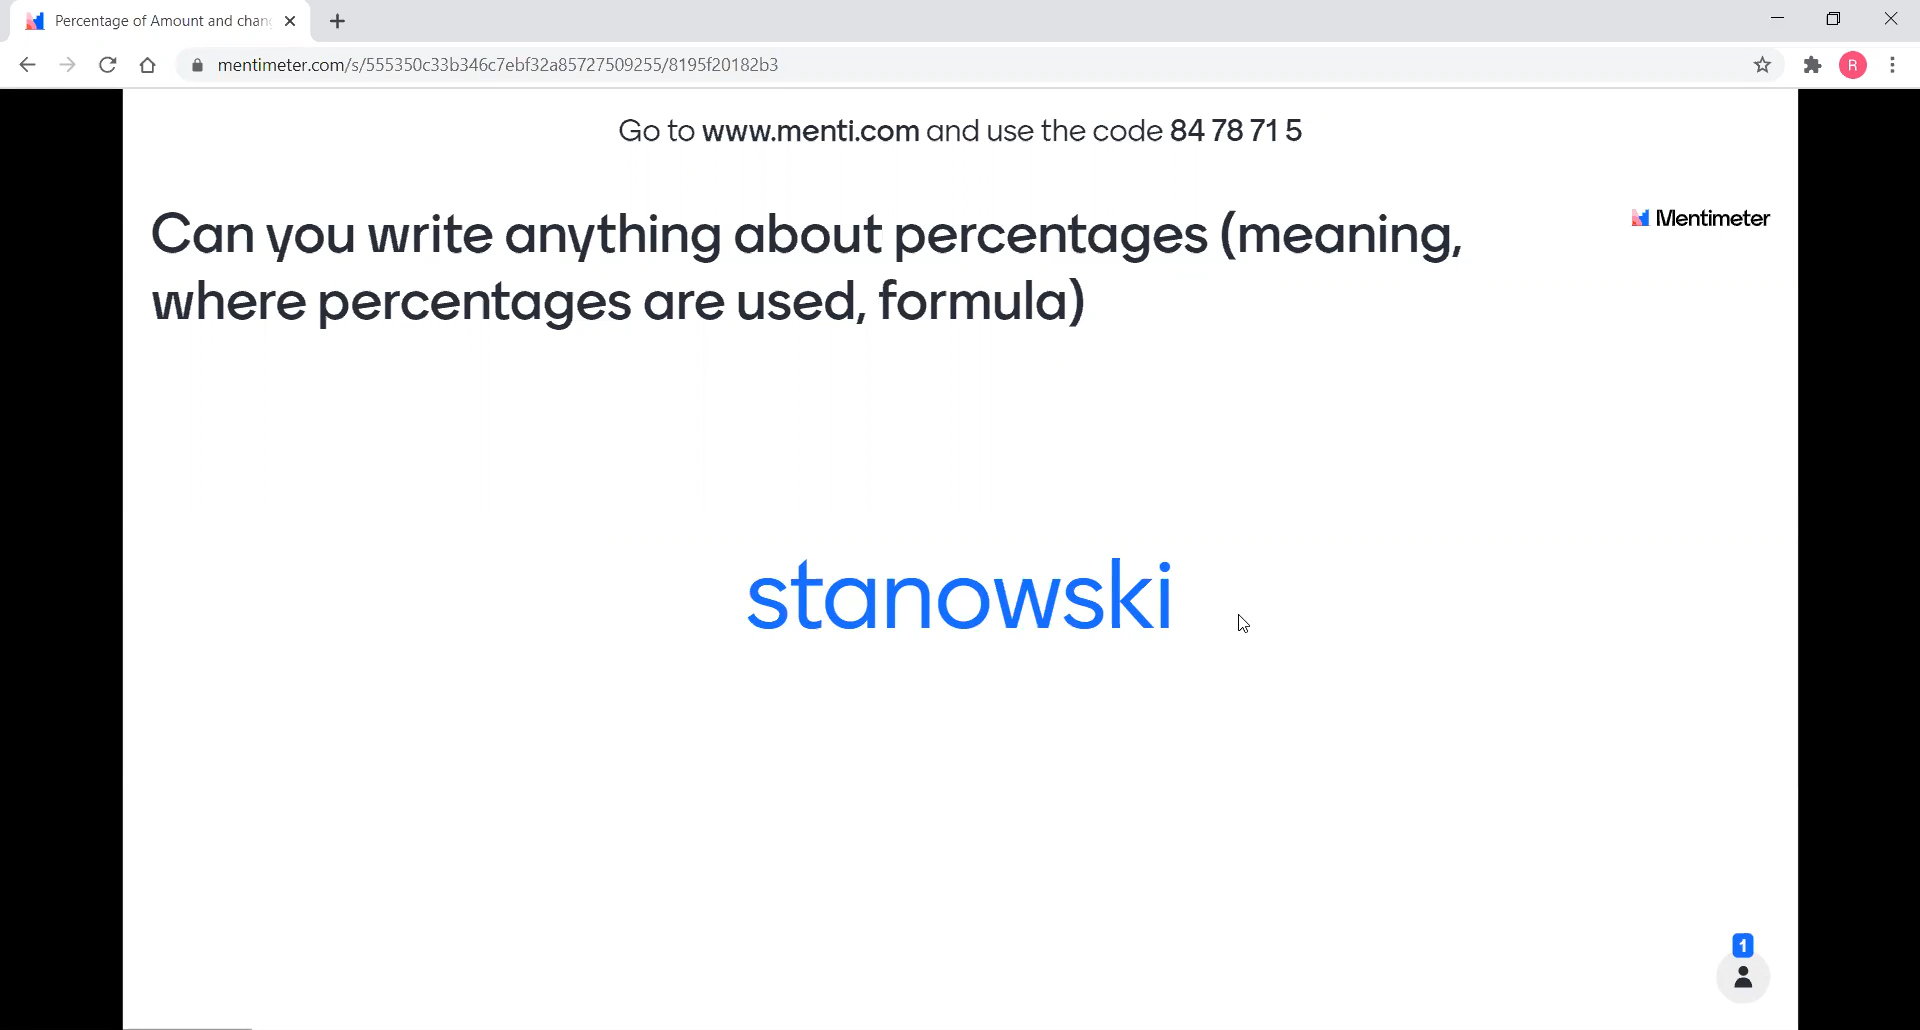 Percentage of Amount and chan
mentimeter.com/s/555350c33b346c7ebf32a85727509255/8195f20182b3
R
Go to www.menti.com and use the code 84 78 71 5
Can you write anything about percentages (meaning,
where percentages are used, formula)
Mentimeter
stanowski
1